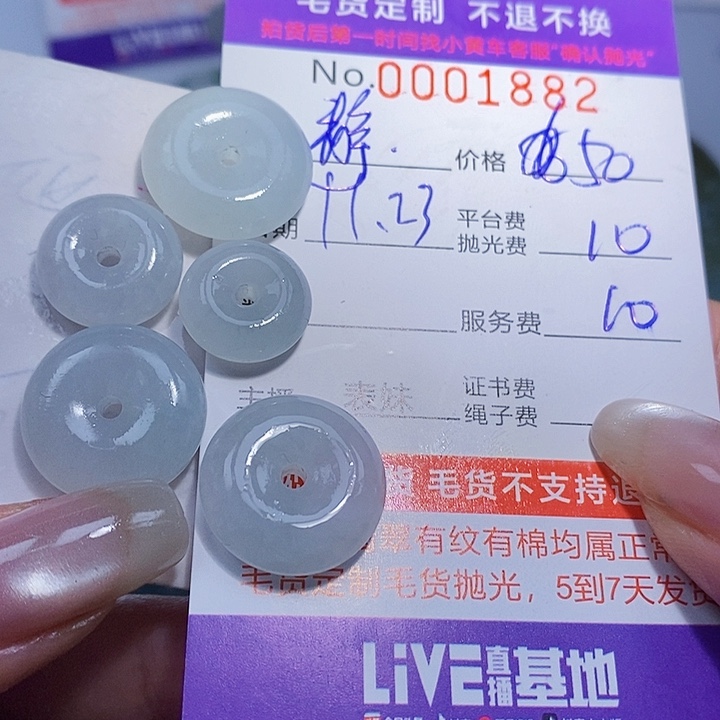 毛货定制 不退不换
拍货后第一时间找小黄车客服“确认抛光”
No.0001882
价格 50
期 11.23 平台费
抛光费 10
服务费 10
主播 表妹 证书费
绳子费
毛货不支持退
有纹有棉均属正常
毛货定制毛货抛光，5到7天发货
LiVE直播基地